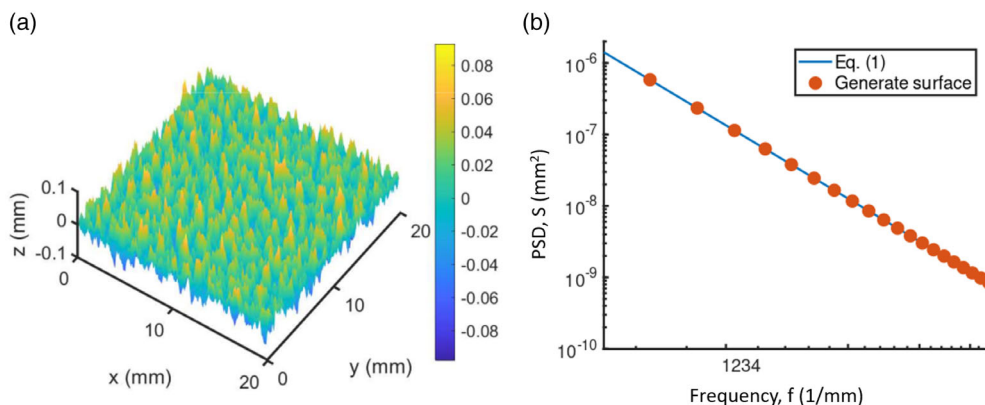 (a)
0.08
0.06
0.04
0.02
0
-0.02
-0.04
-0.06
-0.08
z (mm)
0.1
0
-0.1
0
10
20
x (mm)
0
10
20
y (mm)
(b)
PSD, S (mm²)
10⁻⁶
10⁻⁷
10⁻⁸
10⁻⁹
10⁻¹⁰
Eq. (1)
Generate surface
1234
Frequency, f (1/mm)